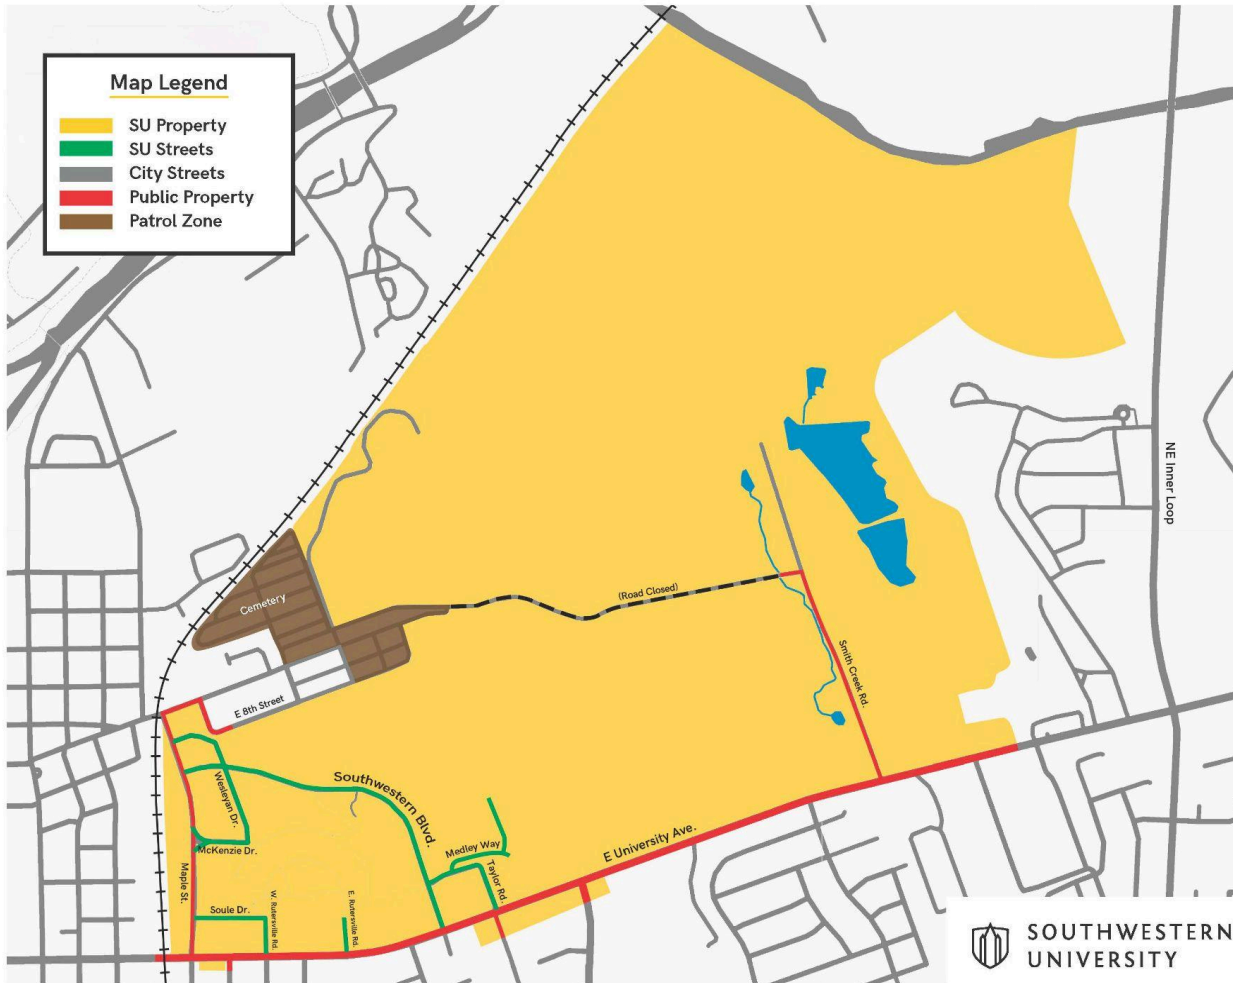 Map Legend
SU Property
SU Streets
City Streets
Public Property
Patrol Zone
NE Inner Loop
Cemetery
(Road Closed)
Smith Creek Rd.
E 8th Street
Southwestern Blvd.
Wesleyan Dr.
McKenzie Dr.
Medley Way
Taylor Rd.
E University Ave.
Maple St.
Soule Dr.
W. Rutersville Rd.
E. Rutersville Rd.
SOUTHWESTERN
UNIVERSITY